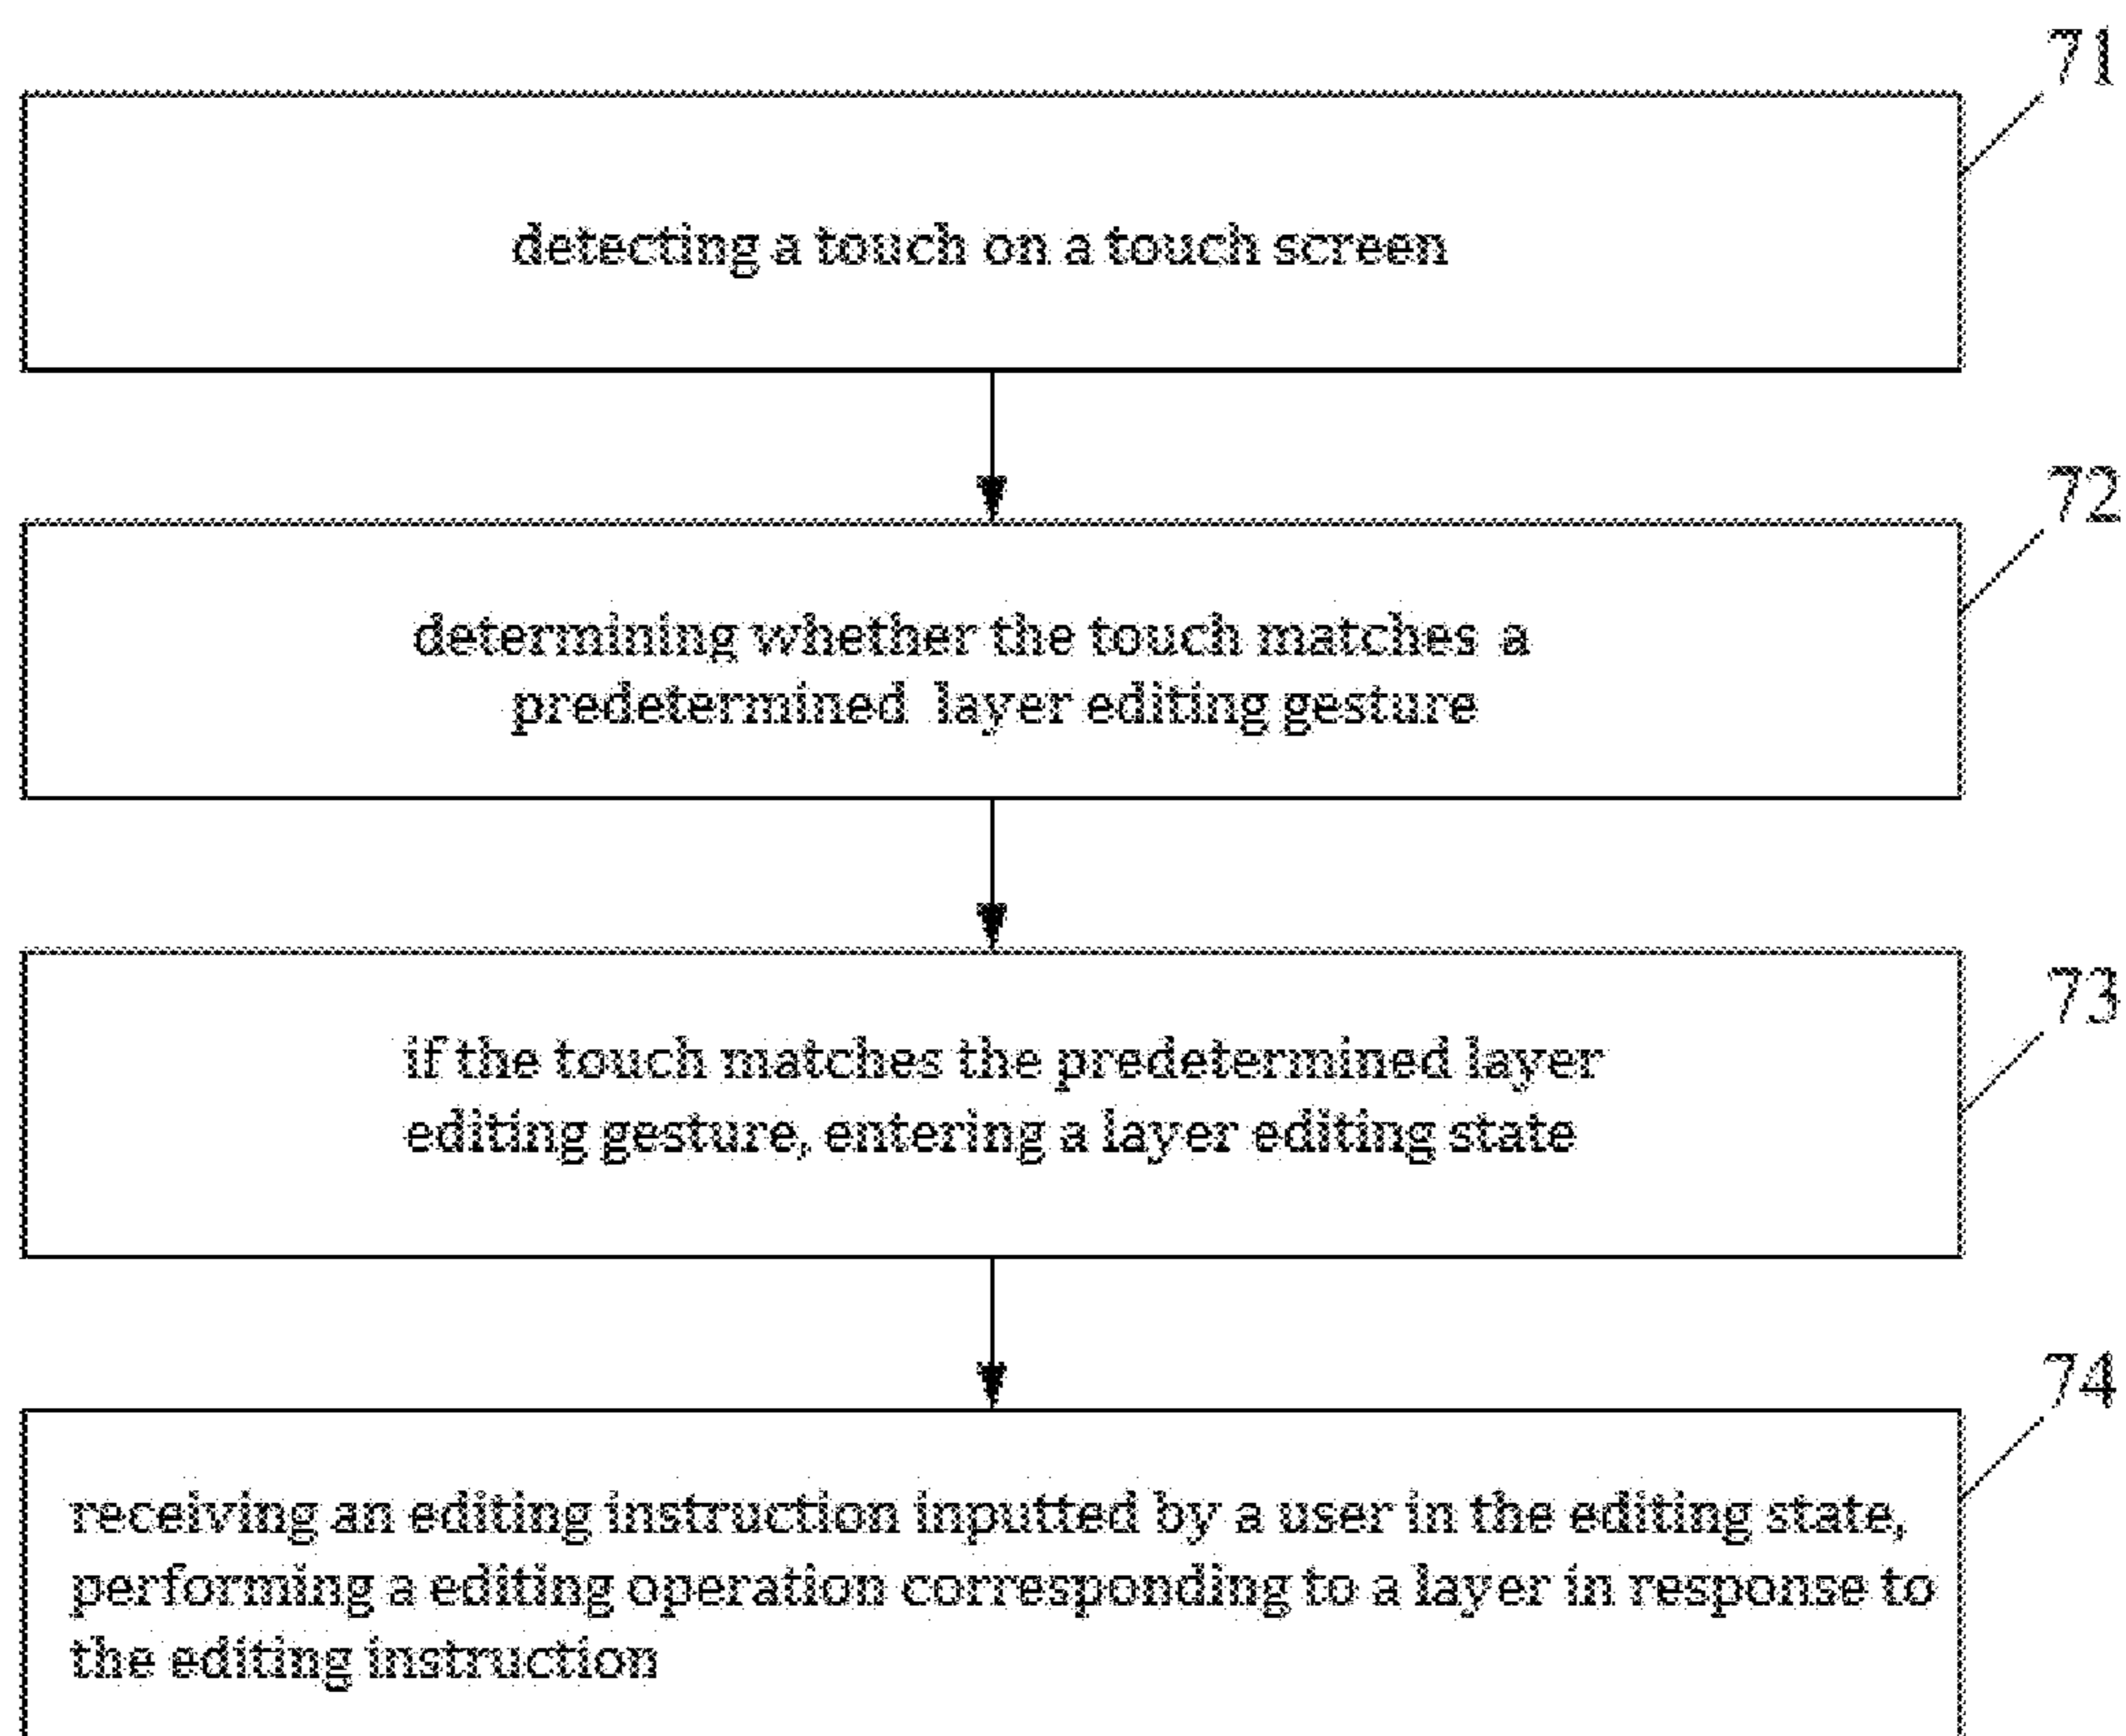 71
detecting a touch on a touch screen
72
determining whether the touch matches a
predetermined layer editing gesture
73
if the touch matches the predetermined layer
editing gesture, entering a layer editing state
74
receiving an editing instruction inputted by a user in the editing state,
performing a editing operation corresponding to a layer in response to
the editing instruction